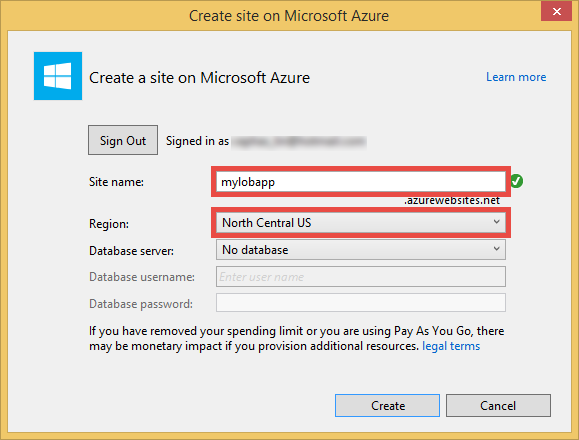 Create site on Microsoft Azure
Create a site on Microsoft Azure
Learn more
Sign Out Signed in as
Site name: mylobapp
.azurewebsites.net
Region: North Central US
Database server: No database
Database username: Enter user name
Database password:
If you have removed your spending limit or you are using Pay As You Go, there
may be monetary impact if you provision additional resources. legal terms
Create Cancel